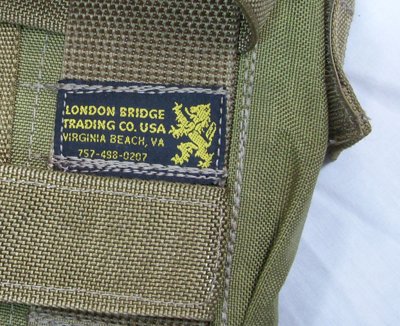 LONDON BRIDGE
TRADING CO. USA
VIRGINIA BEACH, VA
757-498-0207